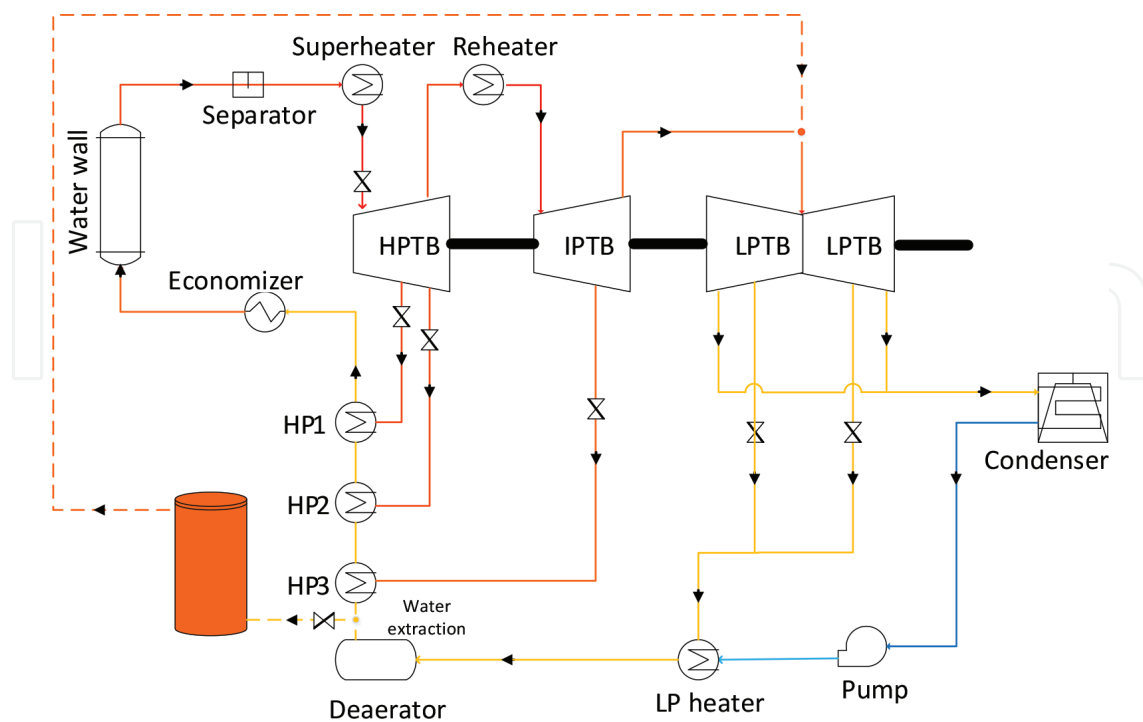 Superheater
Reheater
Separator
Water wall
HPTB
IPTB
LPTB
LPTB
Economizer
HP1
Condenser
HP2
HP3
Water
extraction
LP heater
Pump
Deaerator